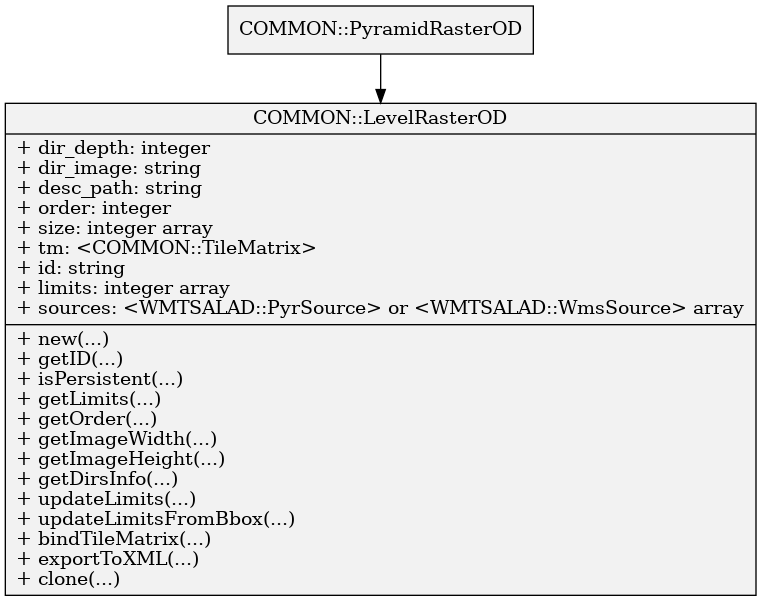 COMMON::PyramidRasterOD
COMMON::LevelRasterOD
+ dir_depth: integer
+ dir_image: string
+ desc_path: string
+ order: integer
+ size: integer array
+ tm: <COMMON::TileMatrix>
+ id: string
+ limits: integer array
+ sources: <WMTSALAD::PyrSource> or <WMTSALAD::WmsSource> array
+ new(...)
+ getID(...)
+ isPersistent(...)
+ getLimits(...)
+ getOrder(...)
+ getImageWidth(...)
+ getImageHeight(...)
+ getDirsInfo(...)
+ updateLimits(...)
+ updateLimitsFromBbox(...)
+ bindTileMatrix(...)
+ exportToXML(...)
+ clone(...)